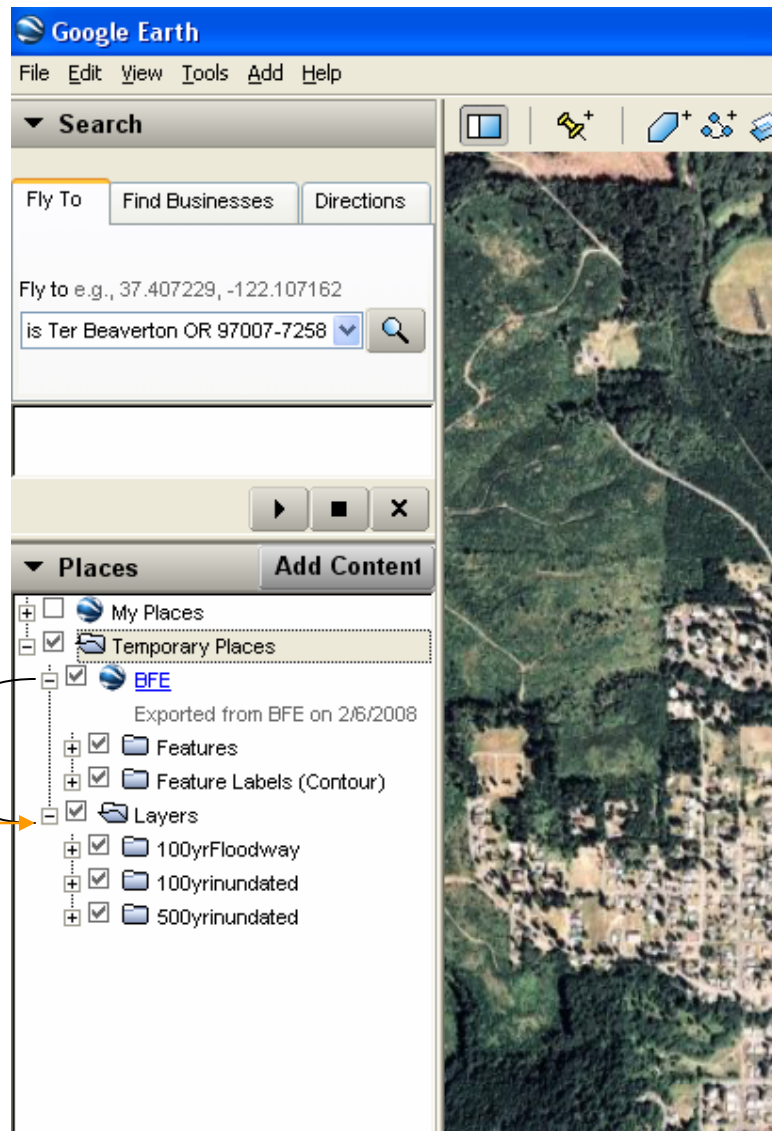 Google Earth
File Edit View Tools Add Help
Search
Fly To Find Businesses Directions
Fly to e.g., 37.407229, -122.107162
is Ter Beaverton OR 97007-7258
Places Add Content
My Places
Temporary Places
BFE
Exported from BFE on 2/6/2008
Features
Feature Labels (Contour)
Layers
100yrFloodway
100yrinundated
500yrinundated